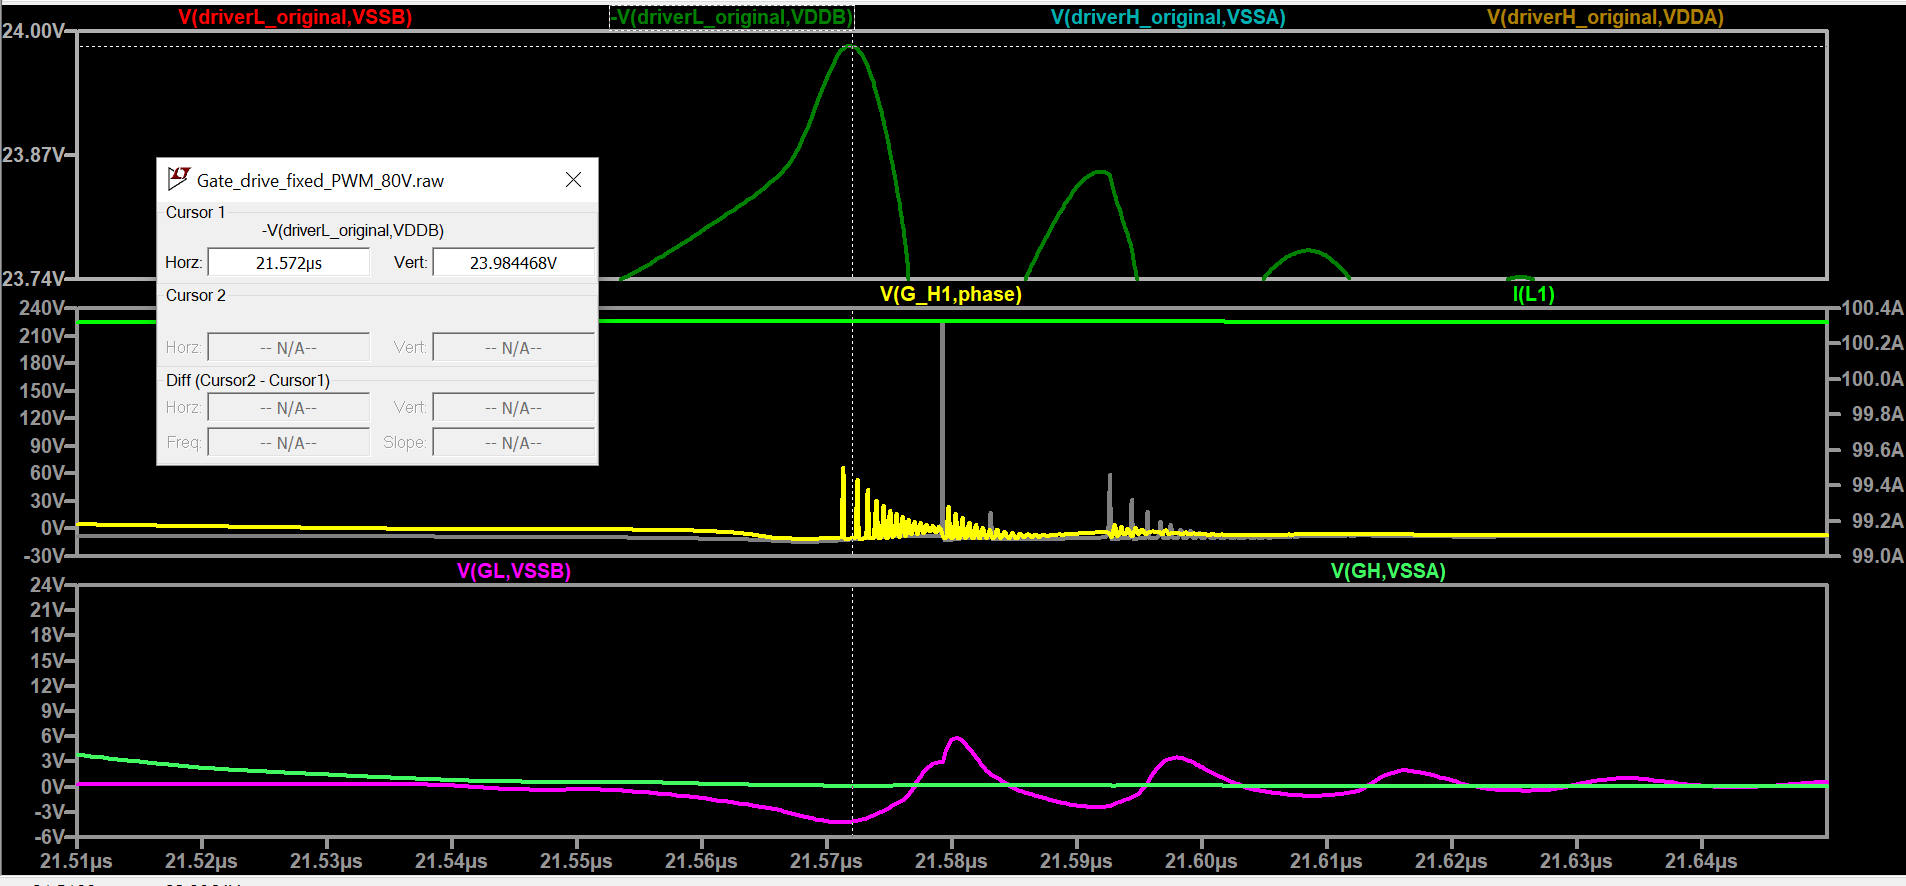 V(driverL_original,VSSB) -V(driverL_original,VDDB) V(driverH_original,VSSA) V(driverH_original,VDDA)
24.00V
23.87V
23.74V
Gate_drive_fixed_PWM_80V.raw
Cursor 1
-V(driverL_original,VDDB)
Horz: 21.572µs Vert: 23.984468V
Cursor 2
Horz: -- N/A-- Vert: -- N/A--
Diff (Cursor2 - Cursor1)
Horz: -- N/A-- Vert: -- N/A--
Freq: -- N/A-- Slope: -- N/A--
V(G_H1,phase) I(L1)
240V 100.4A
210V 100.2A
180V
150V 100.0A
120V 99.8A
90V 99.6A
60V
30V 99.4A
0V 99.2A
-30V 99.0A
V(GL,VSSB) V(GH,VSSA)
24V
21V
18V
15V
12V
9V
6V
3V
0V
-3V
-6V
21.51µs 21.52µs 21.53µs 21.54µs 21.55µs 21.56µs 21.57µs 21.58µs 21.59µs 21.60µs 21.61µs 21.62µs 21.63µs 21.64µs